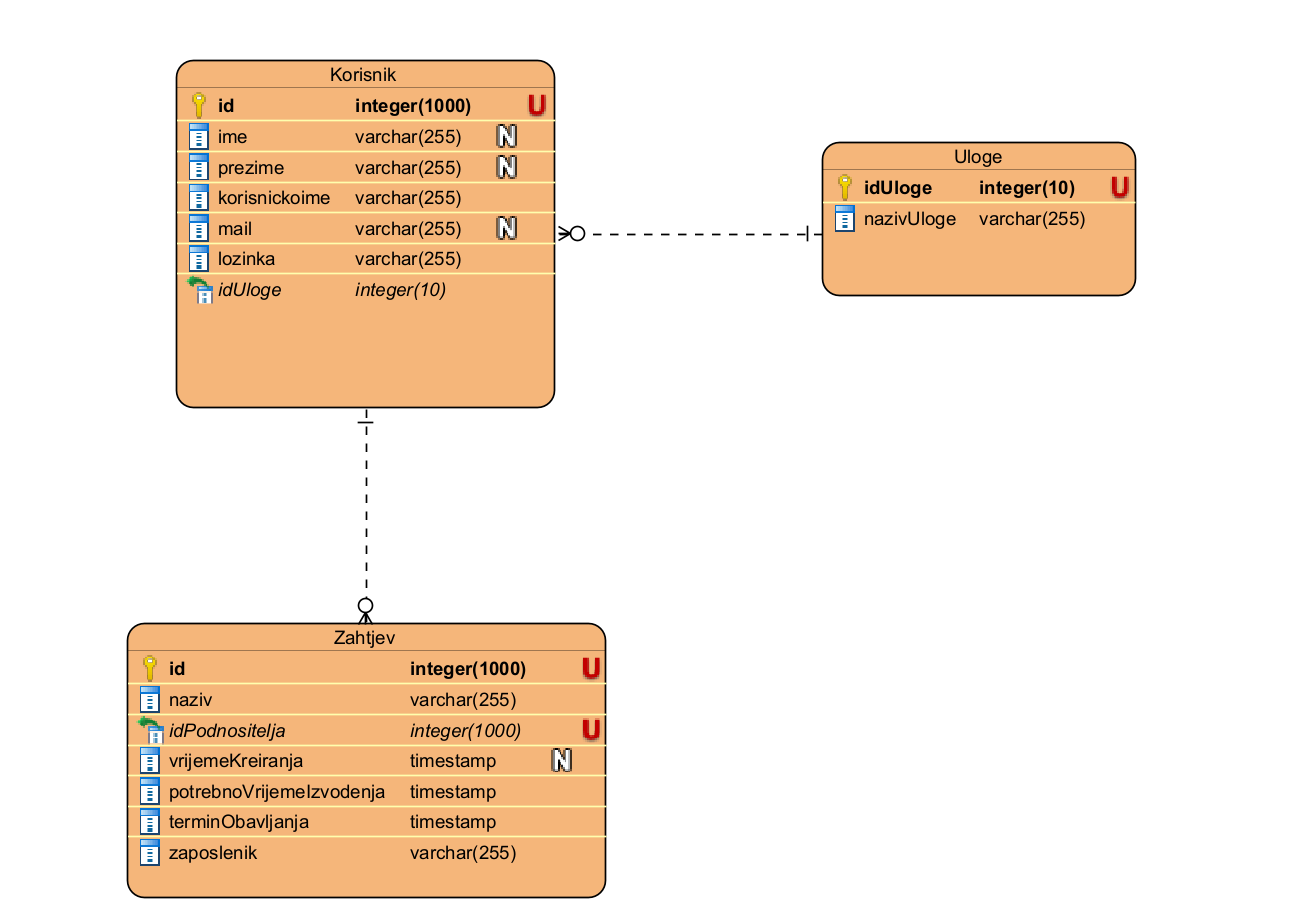 Korisnik
id integer(1000) U
ime varchar(255) N
prezime varchar(255) N
korisnickoime varchar(255)
mail varchar(255) N
lozinka varchar(255)
idUloge integer(10)
Uloge
idUloge integer(10) U
nazivUloge varchar(255)
Zahtjev
id integer(1000) U
naziv varchar(255)
idPodnositelja integer(1000) U
vrijemeKreiranja timestamp N
potrebnoVrijemeIzvodenja timestamp
terminObavljanja timestamp
zaposlenik varchar(255)